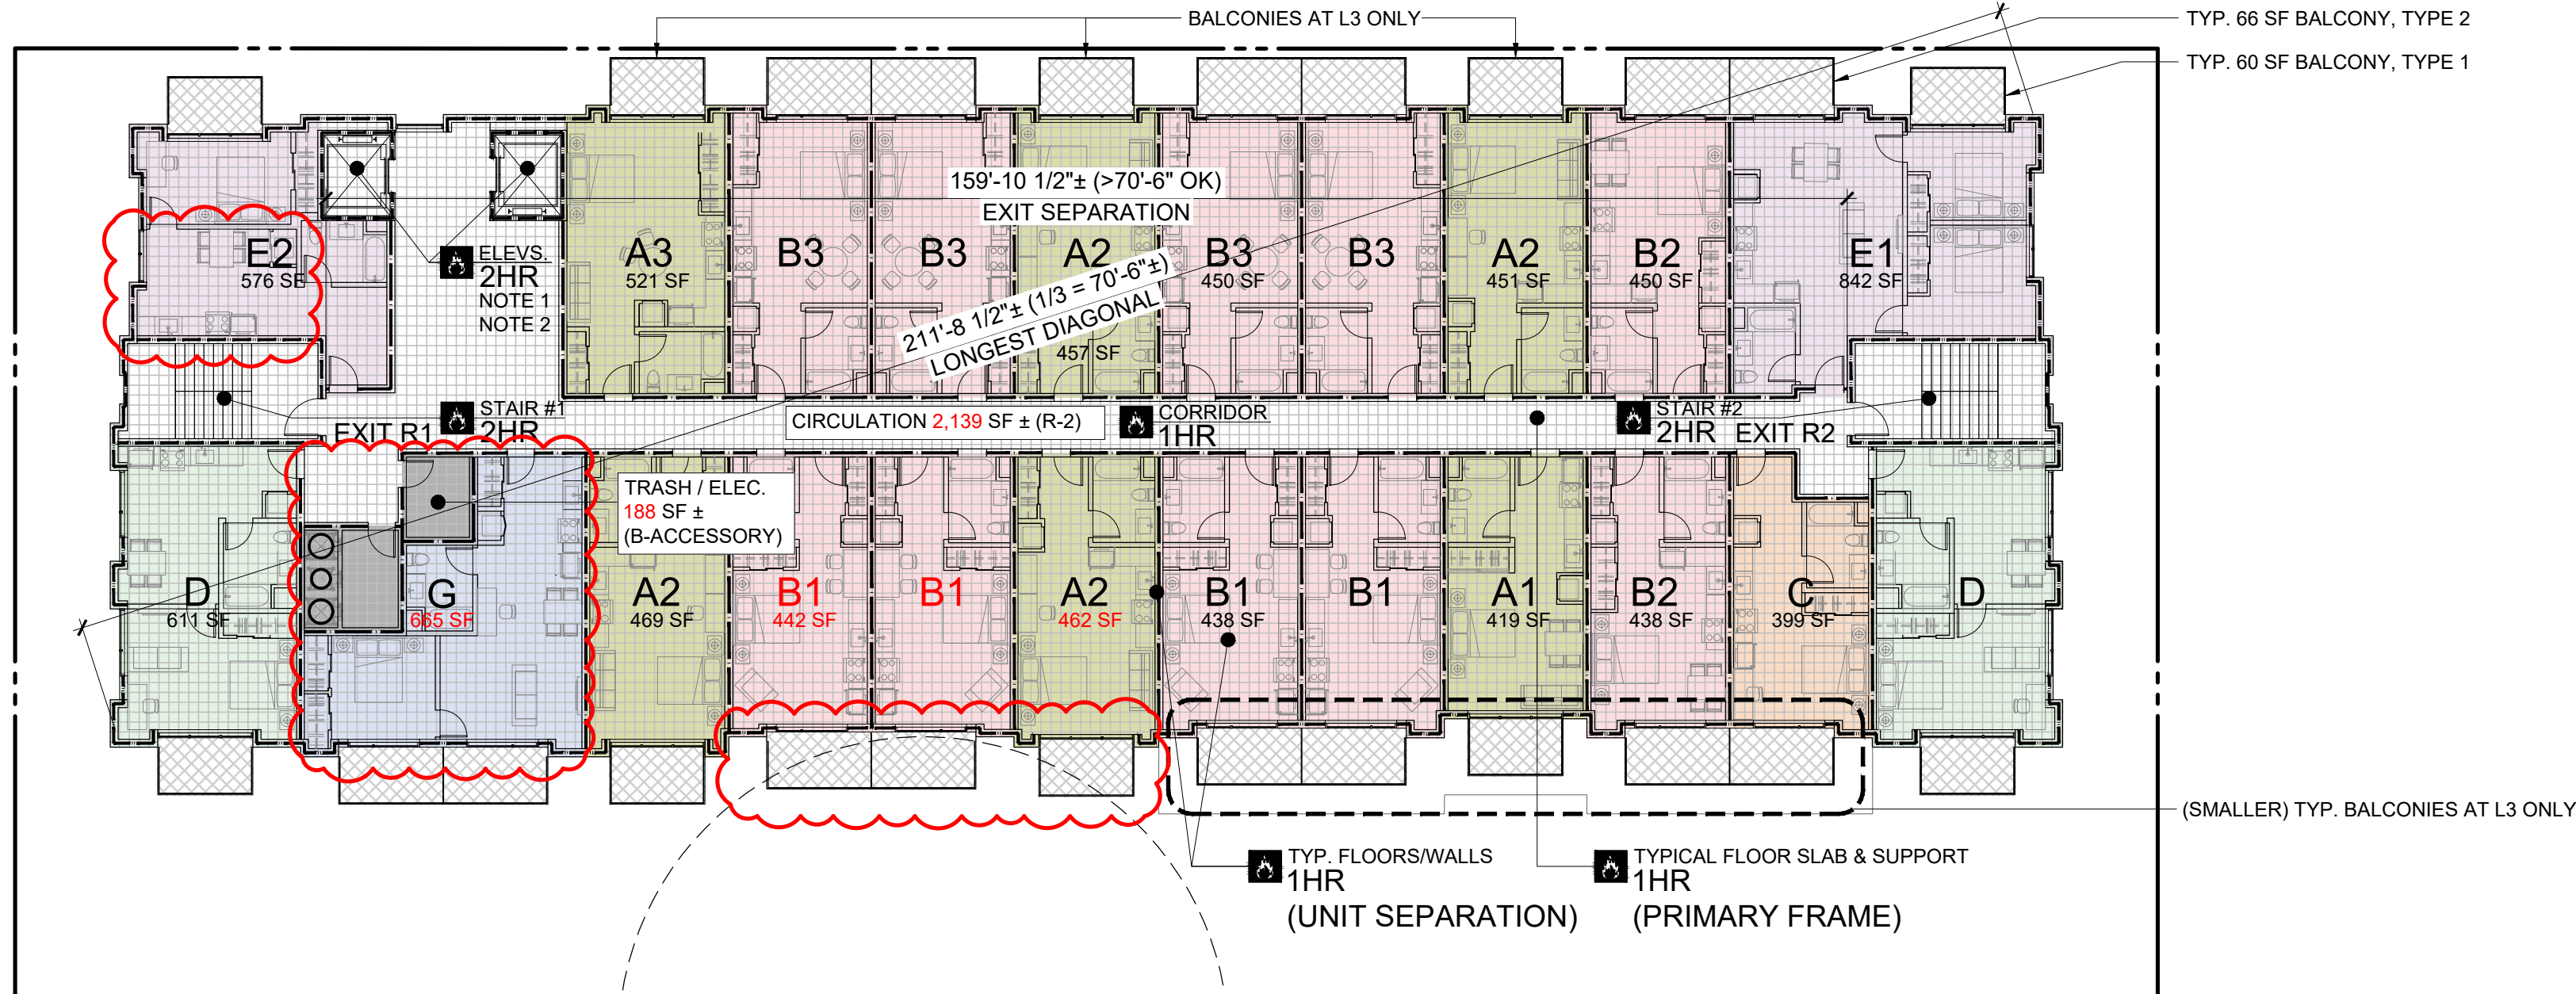 BALCONIES AT L3 ONLY
TYP. 66 SF BALCONY, TYPE 2
TYP. 60 SF BALCONY, TYPE 1
159'-10 1/2"± (>70'-6" OK)
EXIT SEPARATION
E2
576 SF
ELEVS.
2HR
NOTE 1
NOTE 2
A3
521 SF
B3
B3
A2
457 SF
B3
450 SF
B3
A2
451 SF
B2
450 SF
E1
842 SF
211'-8 1/2"± (1/3 = 70'-6"±)
LONGEST DIAGONAL
STAIR #1
2HR
EXIT R1
CIRCULATION 2,139 SF ± (R-2)
CORRIDOR
1HR
STAIR #2
2HR
EXIT R2
TRASH / ELEC.
188 SF ±
(B-ACCESSORY)
D
611 SF
G
665 SF
A2
469 SF
B1
442 SF
B1
A2
462 SF
B1
438 SF
B1
A1
419 SF
B2
438 SF
C
399 SF
D
(SMALLER) TYP. BALCONIES AT L3 ONLY
TYP. FLOORS/WALLS
1HR
(UNIT SEPARATION)
TYPICAL FLOOR SLAB & SUPPORT
1HR
(PRIMARY FRAME)